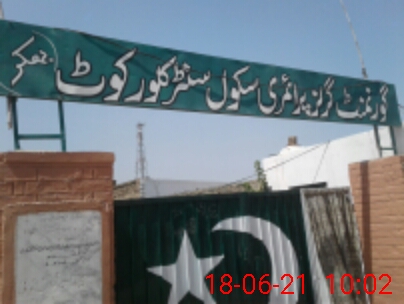 گورنمنٹ گرلز پرائمری سکول سنٹر کلورکوٹ بھکر
18-06-21 10:02